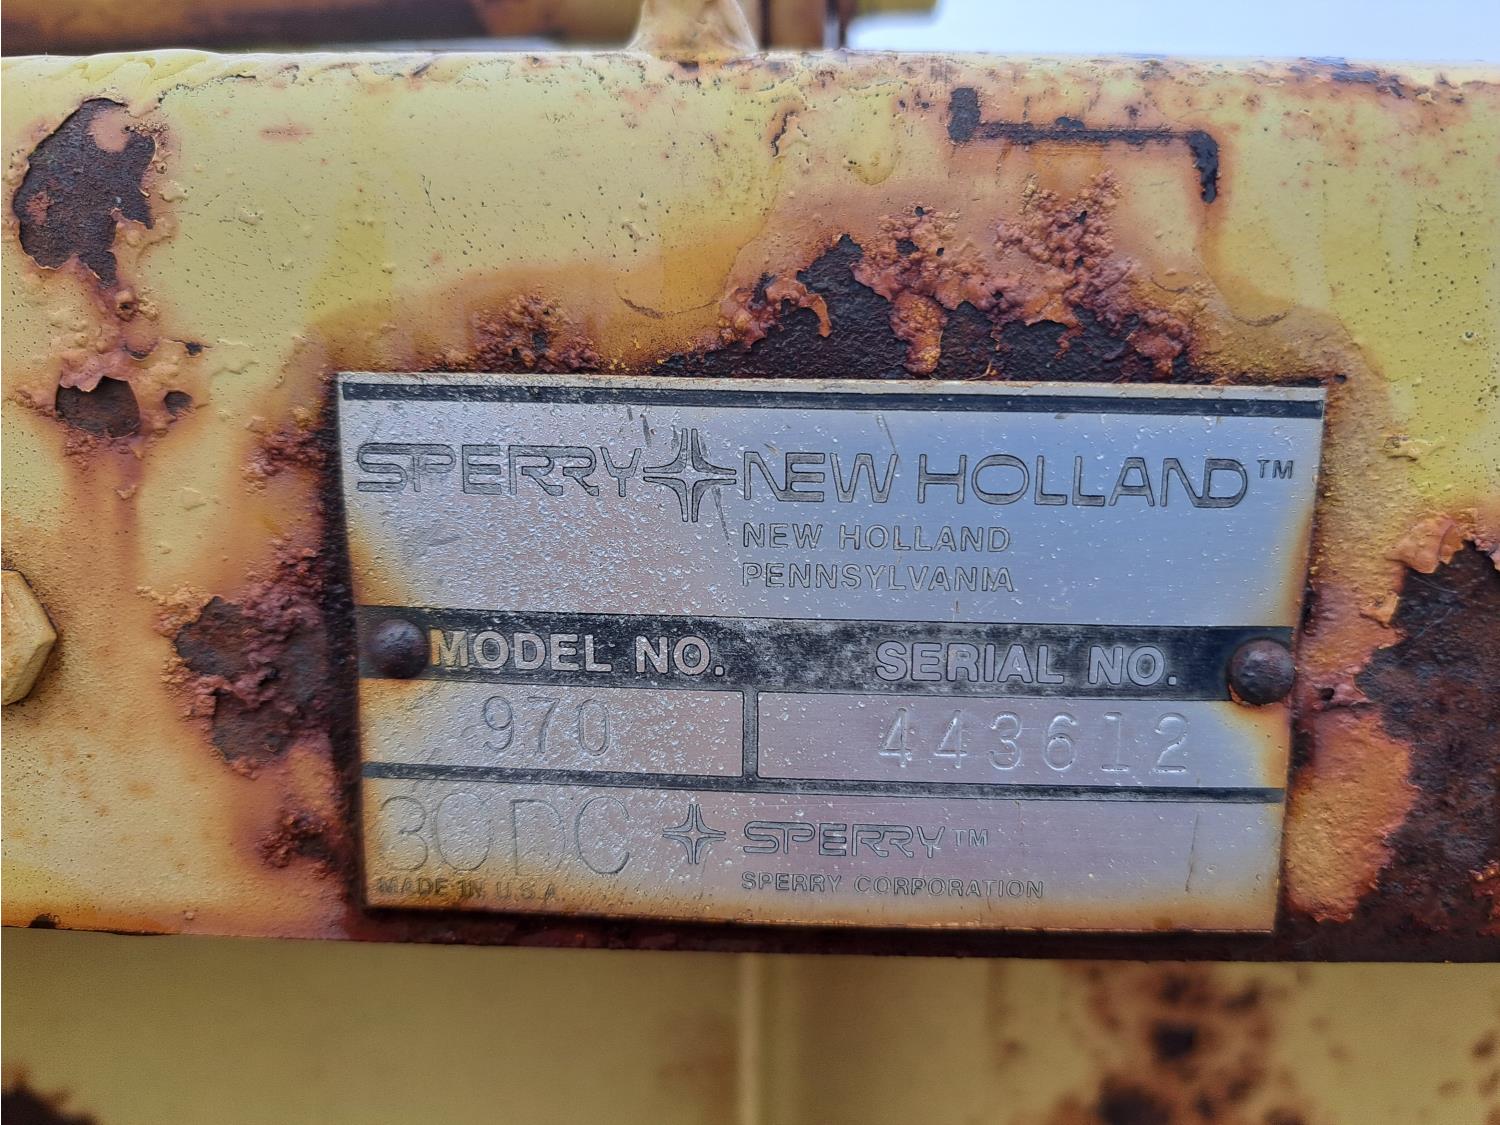 SPERRY NEW HOLLAND™
NEW HOLLAND
PENNSYLVANIA
MODEL NO. SERIAL NO.
970 443612
30DC SPERRY™
MADE IN U.S.A. SPERRY CORPORATION